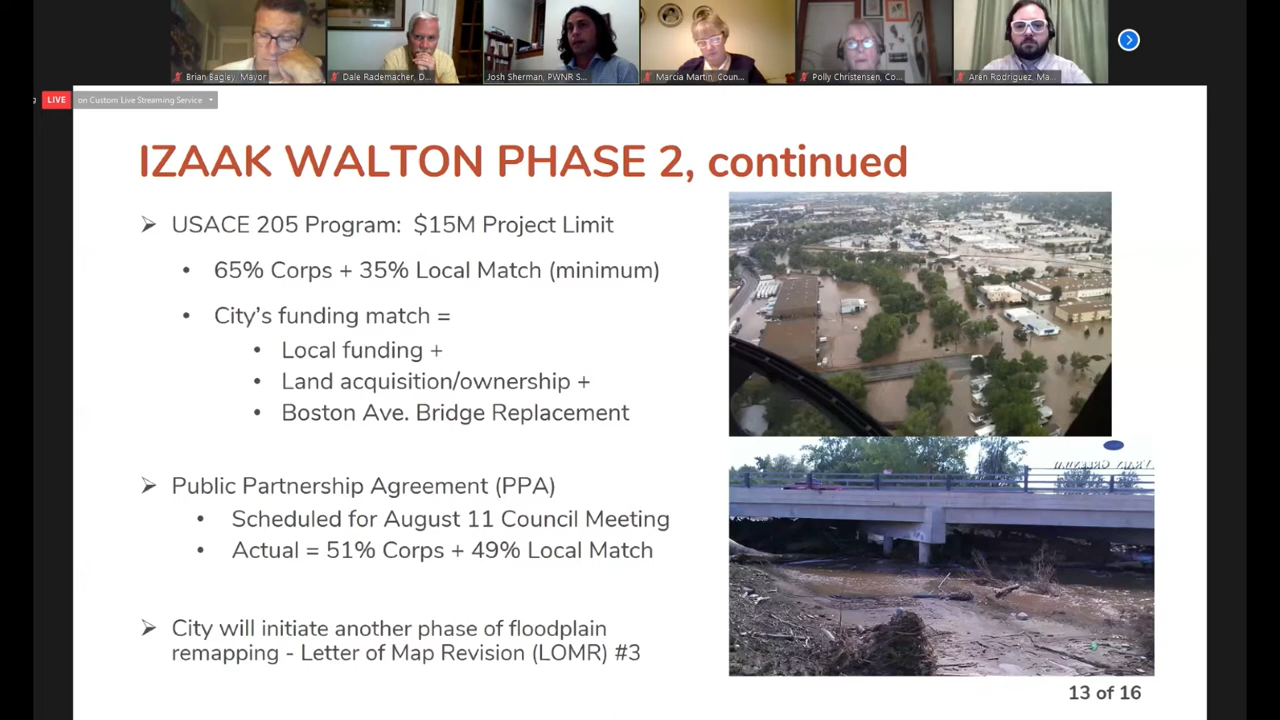 Brian Bagley, Mayor
Dale Rademacher, D...
Josh Sherman, PWNR S...
Marcia Martin, Coun...
Polly Christensen, Co...
Aren Rodriguez, Ma...
LIVE on Custom Live Streaming Service
IZAAK WALTON PHASE 2, continued
USACE 205 Program: $15M Project Limit
65% Corps + 35% Local Match (minimum)
City's funding match =
Local funding +
Land acquisition/ownership +
Boston Ave. Bridge Replacement
Public Partnership Agreement (PPA)
Scheduled for August 11 Council Meeting
Actual = 51% Corps + 49% Local Match
City will initiate another phase of floodplain
remapping - Letter of Map Revision (LOMR) #3
13 of 16